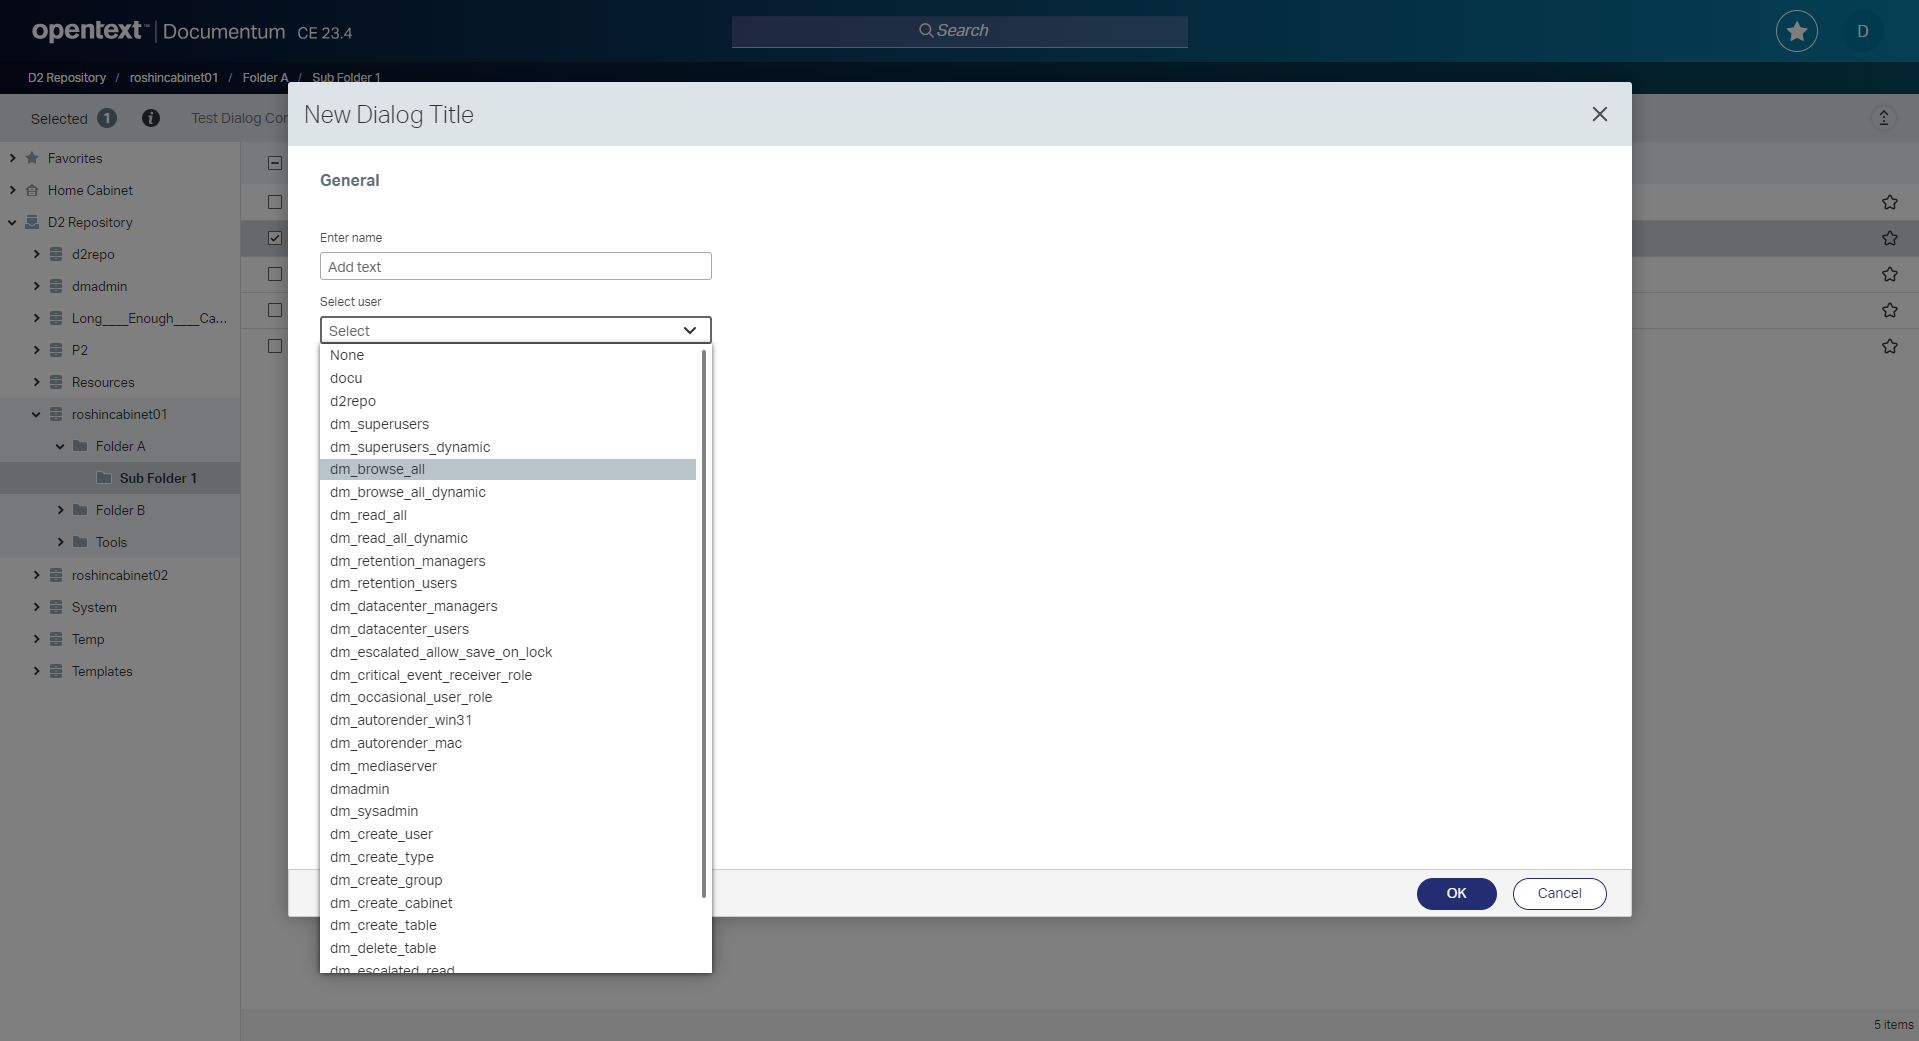 opentext™ | Documentum CE 23.4
Search
D
D2 Repository / roshincabinet01 / Folder A / Sub Folder 1
Selected 1
Test Dialog Con
New Dialog Title
Favorites
Home Cabinet
D2 Repository
d2repo
dmadmin
Long____Enough____Ca...
P2
Resources
roshincabinet01
Folder A
Sub Folder 1
Folder B
Tools
roshincabinet02
System
Temp
Templates
General
Enter name
Add text
Select user
Select
None
docu
d2repo
dm_superusers
dm_superusers_dynamic
dm_browse_all
dm_browse_all_dynamic
dm_read_all
dm_read_all_dynamic
dm_retention_managers
dm_retention_users
dm_datacenter_managers
dm_datacenter_users
dm_escalated_allow_save_on_lock
dm_critical_event_receiver_role
dm_occasional_user_role
dm_autorender_win31
dm_autorender_mac
dm_mediaserver
dmadmin
dm_sysadmin
dm_create_user
dm_create_type
dm_create_group
dm_create_cabinet
dm_create_table
dm_delete_table
dm_escalated_read
OK
Cancel
5 items